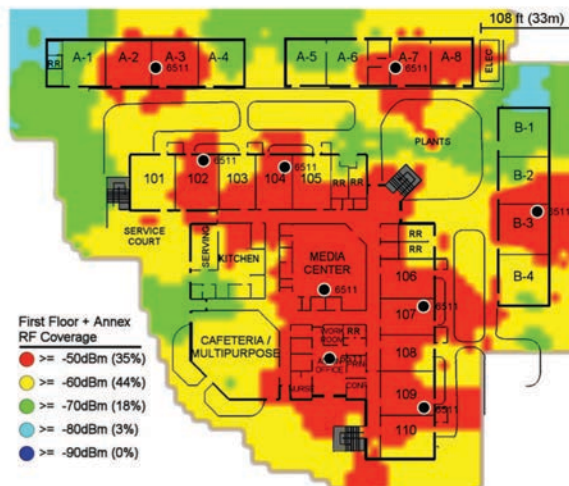 108 ft (33m)
A-1
A-2
A-3
A-4
A-5
A-6
A-7
A-8
RR
6511
6511
ELEC
PLANTS
B-1
B-2
B-3
6511
B-4
101
102
103
104
105
6511
6511
RR
RR
SERVICE
COURT
SERVING
KITCHEN
MEDIA
CENTER
6511
RR
RR
106
107
6511
108
109
6511
110
CAFETERIA /
MULTIPURPOSE
WORK
ROOM
RR
6511
OFFICE
PRIN
NURSE
CONF
First Floor + Annex
RF Coverage
>= -50dBm (35%)
>= -60dBm (44%)
>= -70dBm (18%)
>= -80dBm (3%)
>= -90dBm (0%)